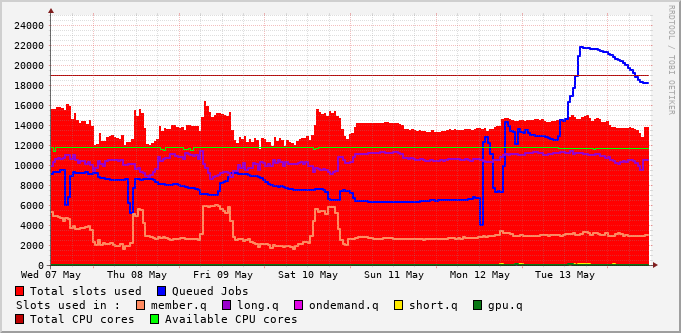 RRDTOOL / TOBI OETIKER
24000
22000
20000
18000
16000
14000
12000
10000
8000
6000
4000
2000
0
Wed 07 May Thu 08 May Fri 09 May Sat 10 May Sun 11 May Mon 12 May Tue 13 May
Total slots used Queued Jobs
Slots used in : member.q long.q ondemand.q short.q gpu.q
Total CPU cores Available CPU cores